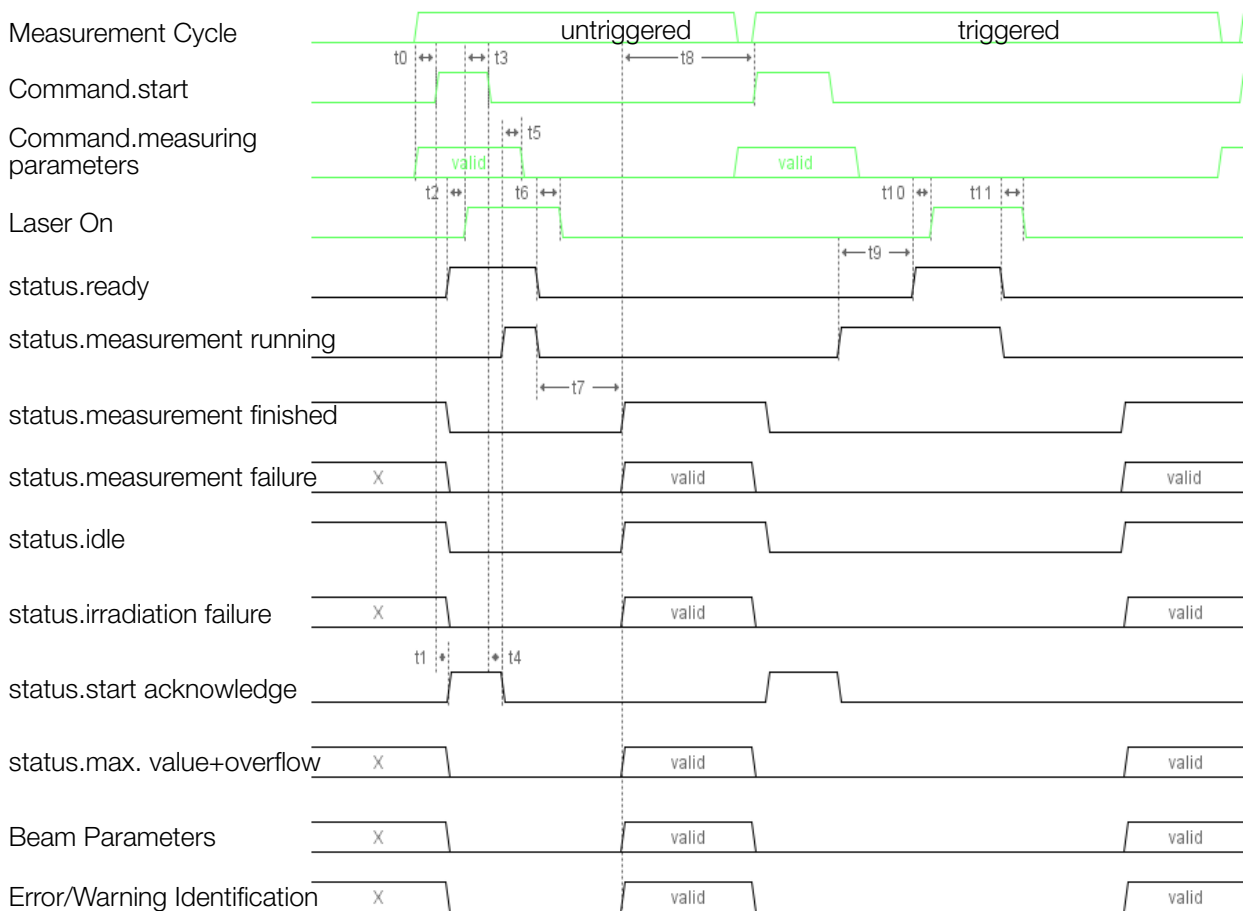 Measurement Cycle untriggered triggered
t0 t3 t8
Command.start
Command.measuring
parameters
t5
valid valid
t2 t6 t10 t11
Laser On
t9
status.ready
status.measurement running
t7
status.measurement finished
status.measurement failure X valid valid
status.idle
status.irradiation failure X valid valid
t1 t4
status.start acknowledge
status.max. value+overflow X valid valid
Beam Parameters X valid valid
Error/Warning Identification X valid valid